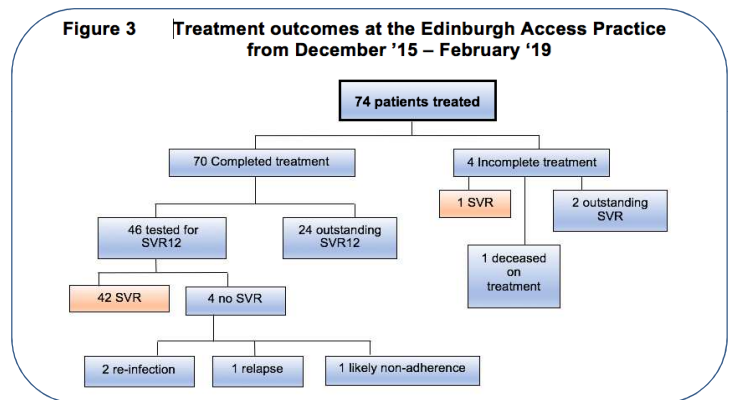 Figure 3 Treatment outcomes at the Edinburgh Access Practice
from December ’15 – February ‘19
74 patients treated
70 Completed treatment
4 Incomplete treatment
46 tested for
SVR12
24 outstanding
SVR12
1 SVR
2 outstanding
SVR
1 deceased
on
treatment
42 SVR
4 no SVR
2 re-infection
1 relapse
1 likely non-adherence